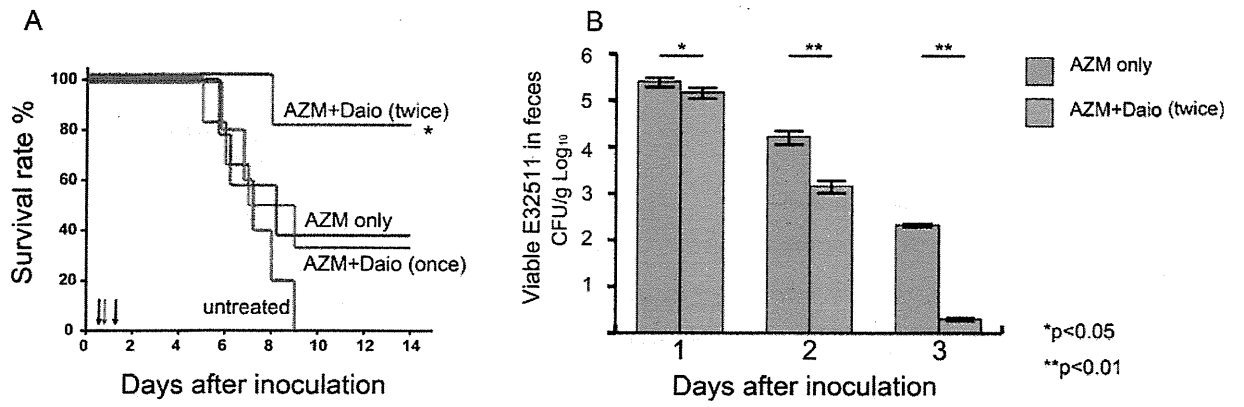 A
Survival rate %
100
80
60
40
20
0
AZM+Daio (twice)
*
AZM only
AZM+Daio (once)
untreated
0 2 4 6 8 10 12 14
Days after inoculation
B
Viable E32511 in feces
CFU/g Log₁₀
6
5
4
3
2
1
* ** **
1 2 3
Days after inoculation
AZM only
AZM+Daio (twice)
*p<0.05
**p<0.01